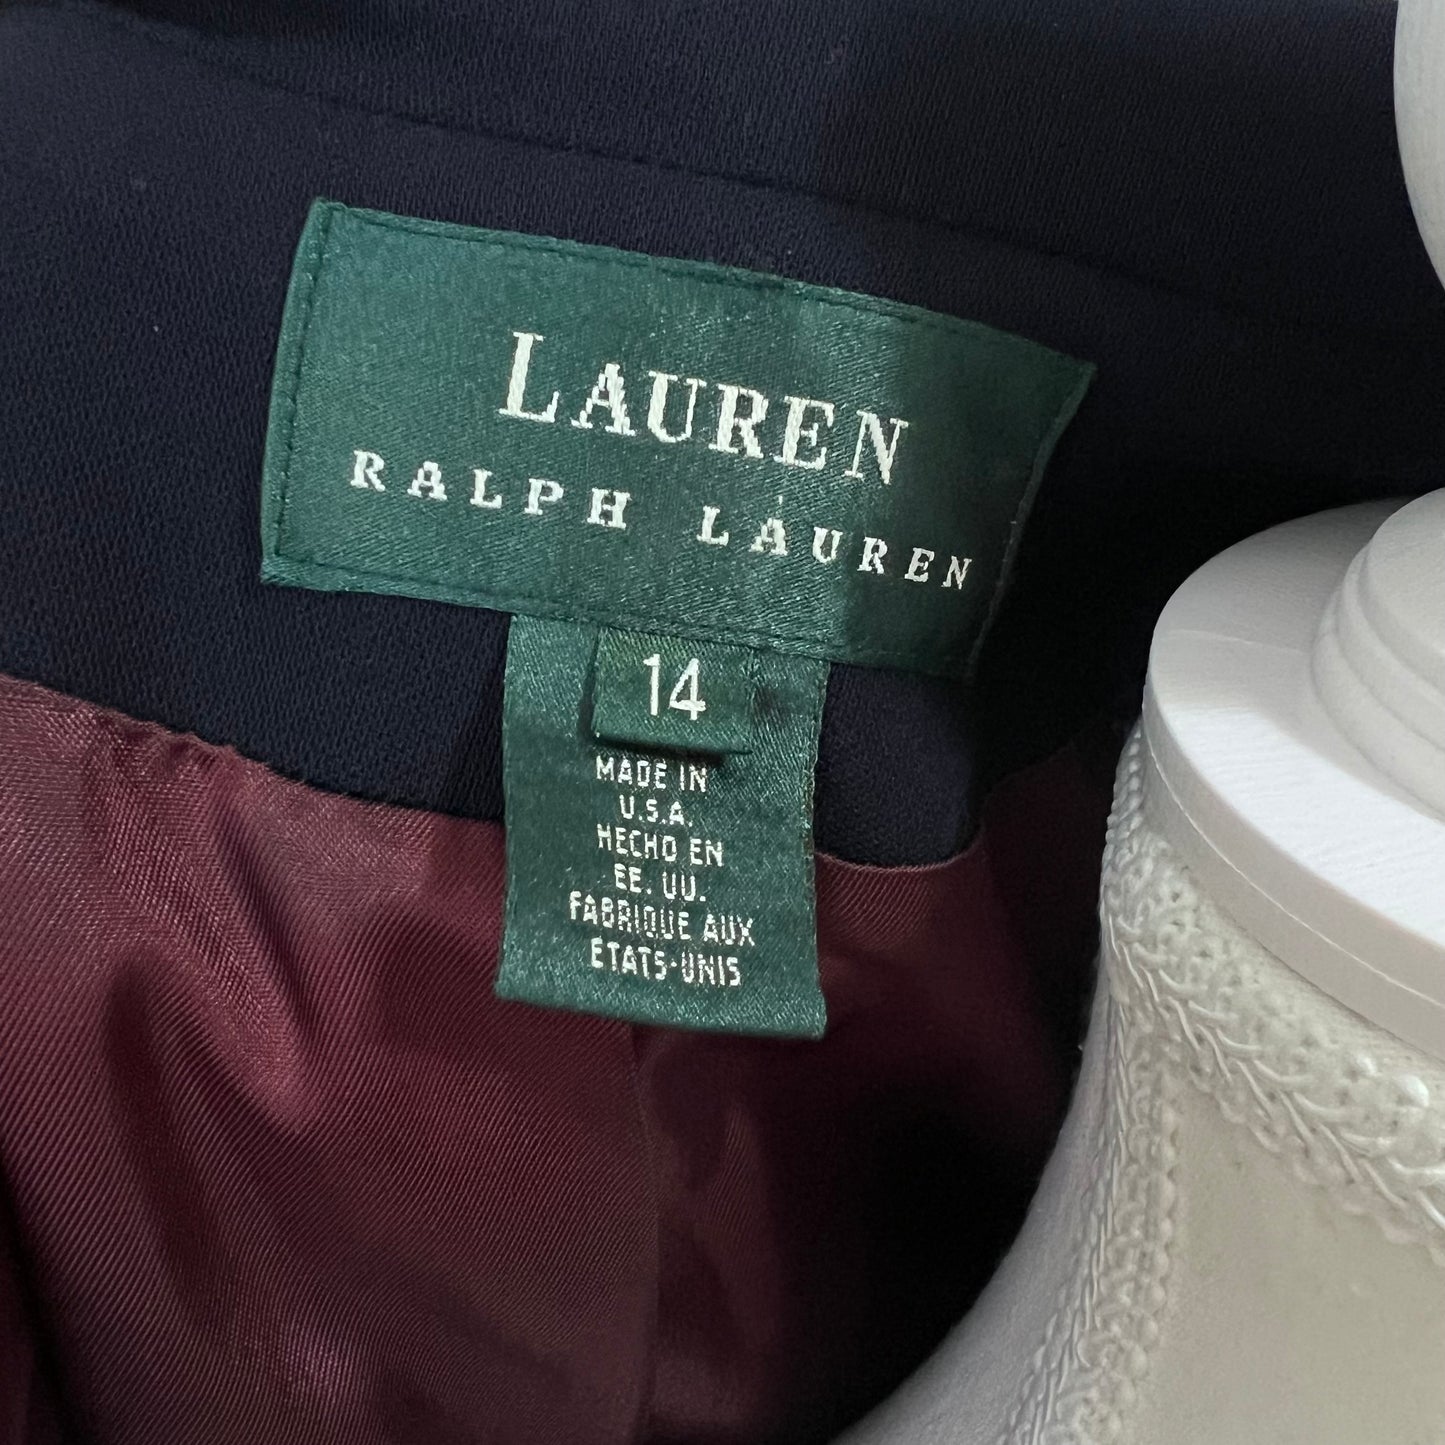 LAUREN
RALPH LAUREN
14
MADE IN
U.S.A.
HECHO EN
EE. UU.
FABRIQUE AUX
ETATS-UNIS